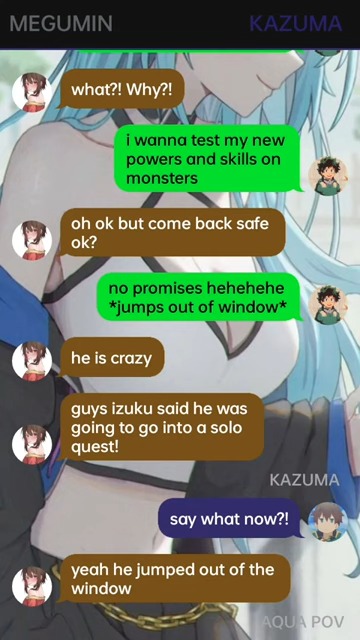 MEGUMIN
KAZUMA
what?! Why?!
i wanna test my new
powers and skills on
monsters
oh ok but come back safe
ok?
no promises hehehehe
*jumps out of window*
he is crazy
guys izuku said he was
going to go into a solo
quest!
KAZUMA
say what now?!
yeah he jumped out of the
window
AQUA POV